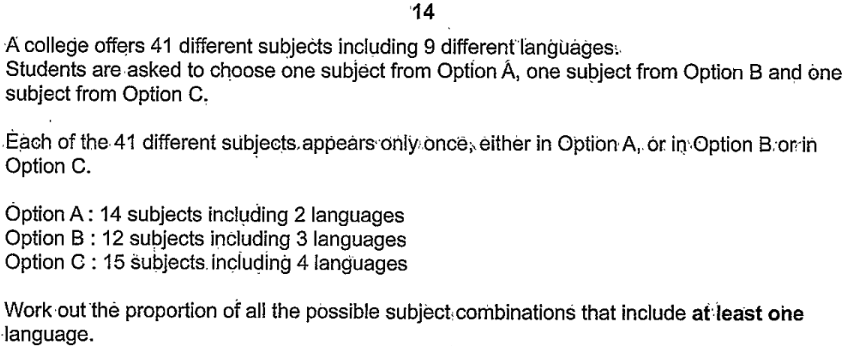 14
A college offers 41 different subjects including 9 different languages.
Students are asked to choose one subject from Option A, one subject from Option B and one
subject from Option C.
Each of the 41 different subjects appears only once, either in Option A, or in Option B or in
Option C.
Option A : 14 subjects including 2 languages
Option B : 12 subjects including 3 languages
Option C : 15 subjects including 4 languages
Work out the proportion of all the possible subject combinations that include at least one
language.